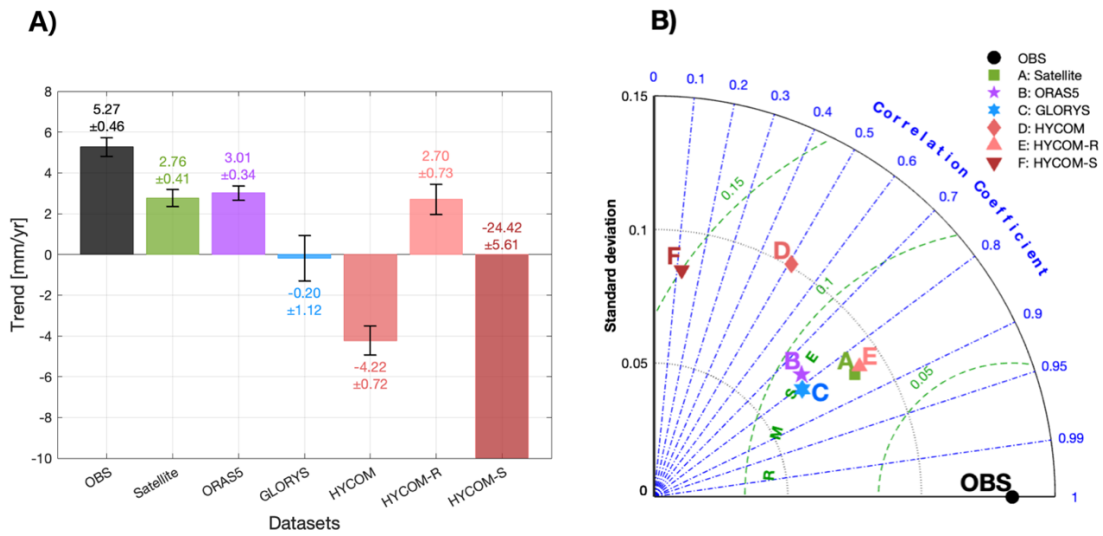 A)
Trend [mm/yr]
8
6
4
2
0
-2
-4
-6
-8
-10
5.27
±0.46
2.76
±0.41
3.01
±0.34
-0.20
±1.12
-4.22
±0.72
2.70
±0.73
-24.42
±5.61
OBS
Satellite
ORAS5
GLORYS
HYCOM
HYCOM-R
HYCOM-S
Datasets
B)
OBS
A: Satellite
B: ORAS5
C: GLORYS
D: HYCOM
E: HYCOM-R
F: HYCOM-S
Standard deviation
0.15
0.1
0.05
0
Correlation Coefficient
0
0.1
0.2
0.3
0.4
0.5
0.6
0.7
0.8
0.9
0.95
0.99
1
0.15
0.1
0.05
R M S E
F
D
B
A
E
C
OBS